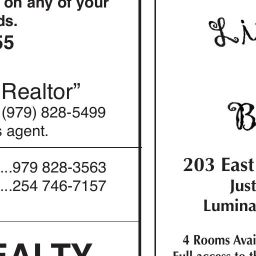 on any of your
ds.
55
Realtor”
(979) 828-5499
s agent.
...979 828-3563
...254 746-7157
EALTY
Li
B
203 East
Just
Lumina
4 Rooms Avai
Full access to th